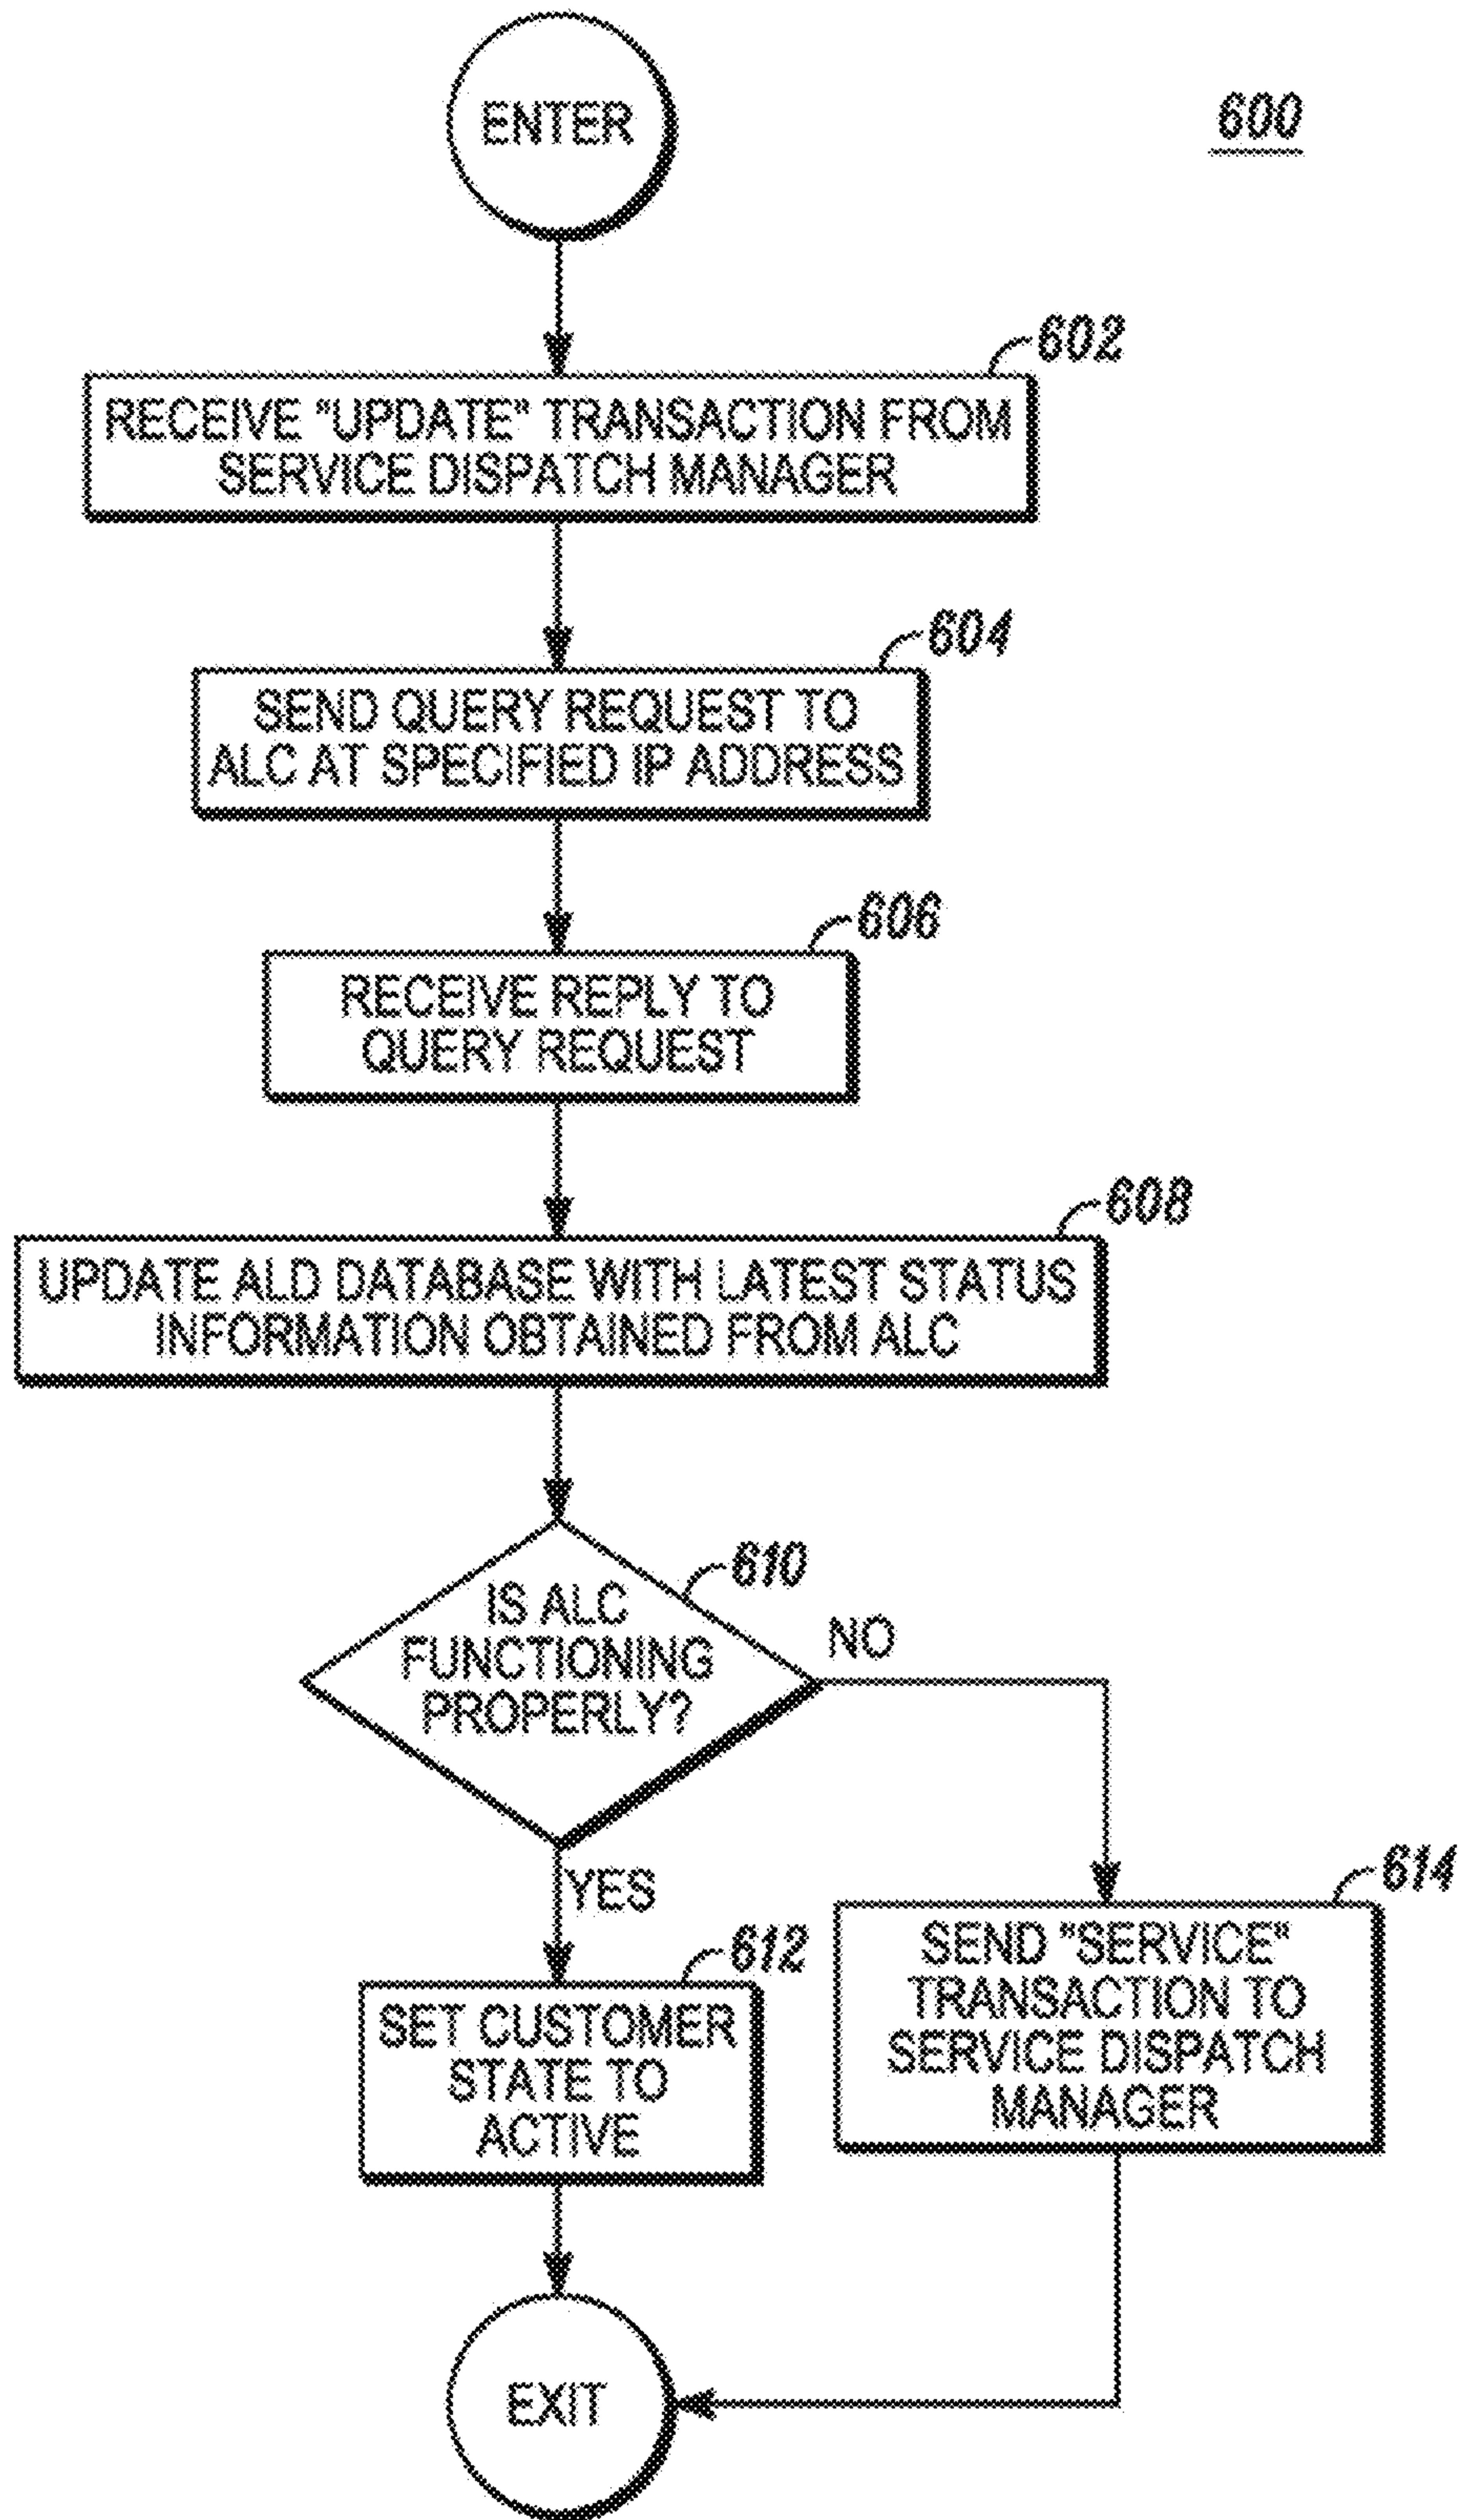 ENTER
600
602
RECEIVE “UPDATE” TRANSACTION FROM
SERVICE DISPATCH MANAGER
604
SEND QUERY REQUEST TO
ALC AT SPECIFIED IP ADDRESS
606
RECEIVE REPLY TO
QUERY REQUEST
608
UPDATE ALD DATABASE WITH LATEST STATUS
INFORMATION OBTAINED FROM ALC
610
IS ALC
FUNCTIONING
PROPERLY?
NO
YES
612
SET CUSTOMER
STATE TO
ACTIVE
614
SEND "SERVICE"
TRANSACTION TO
SERVICE DISPATCH
MANAGER
EXIT